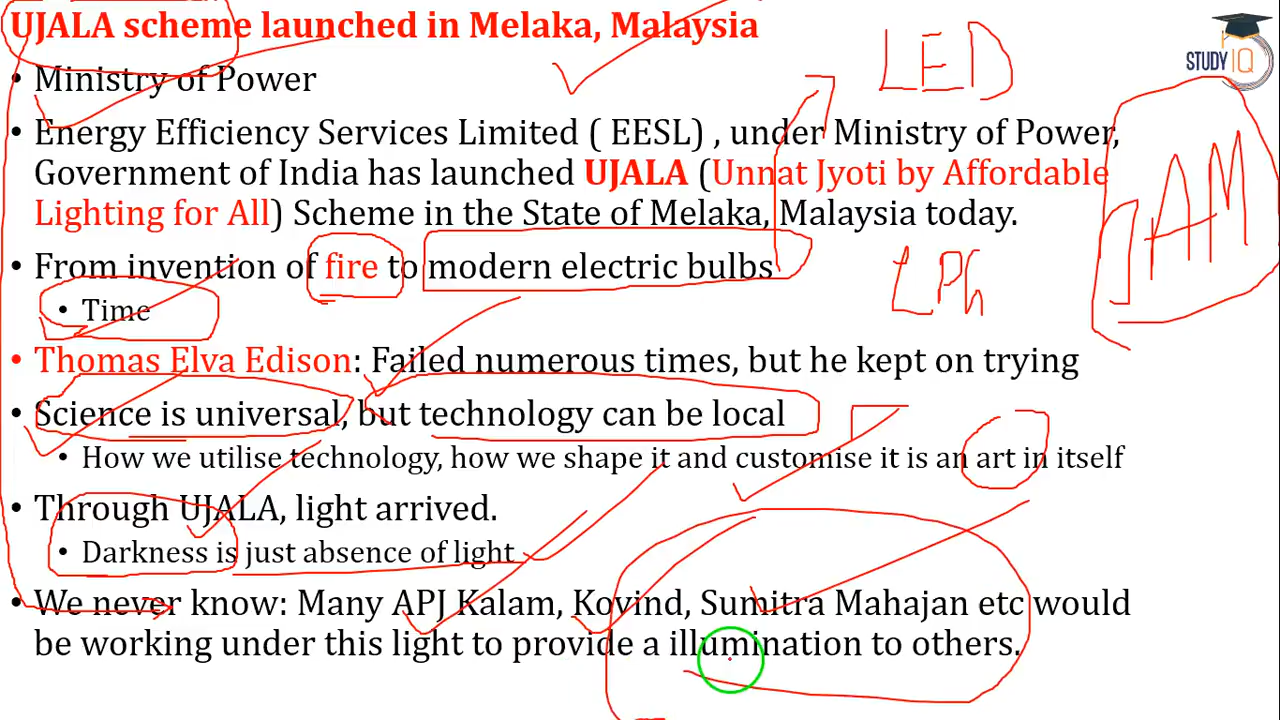 UJALA scheme launched in Melaka, Malaysia
LED
STUDY IQ
• Ministry of Power
• Energy Efficiency Services Limited ( EESL) , under Ministry of Power,
Government of India has launched UJALA (Unnat Jyoti by Affordable
Lighting for All) Scheme in the State of Melaka, Malaysia today.
JAM
• From invention of fire to modern electric bulbs
• Time
• Thomas Elva Edison: Failed numerous times, but he kept on trying
• Science is universal, but technology can be local
• How we utilise technology, how we shape it and customise it is an art in itself
• Through UJALA, light arrived.
• Darkness is just absence of light
• We never know: Many APJ Kalam, Kovind, Sumitra Mahajan etc would
be working under this light to provide a illumination to others.